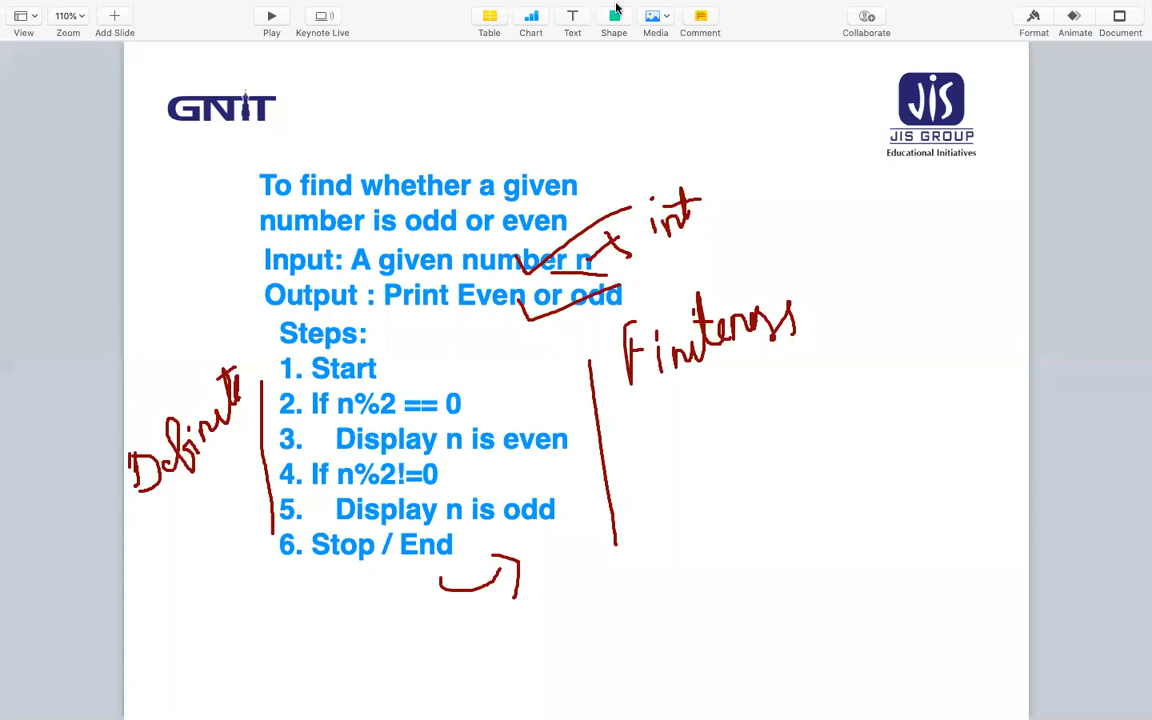 110%
View
Zoom
Add Slide
Play
Keynote Live
Table
Chart
Text
Shape
Media
Comment
Collaborate
Format
Animate
Document
GNIT
JIS
JIS GROUP
Educational Initiatives
To find whether a given
number is odd or even
int
Input: A given number n
Output : Print Even or odd
Finiteness
Steps:
1. Start
2. If n%2 == 0
Definite
3. Display n is even
4. If n%2!=0
5. Display n is odd
6. Stop / End